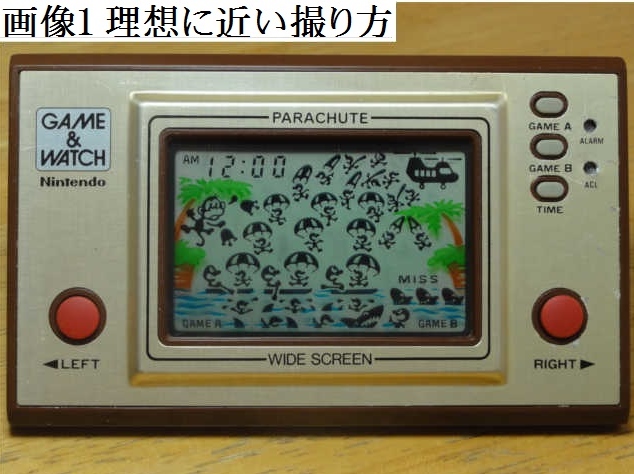 画像1 理想に近い撮り方
GAME
&
WATCH
Nintendo
PARACHUTE
GAME A
ALARM
GAME B
ACL
TIME
AM 12:00
MISS
GAME A
GAME B
◀LEFT
WIDE SCREEN
RIGHT▶